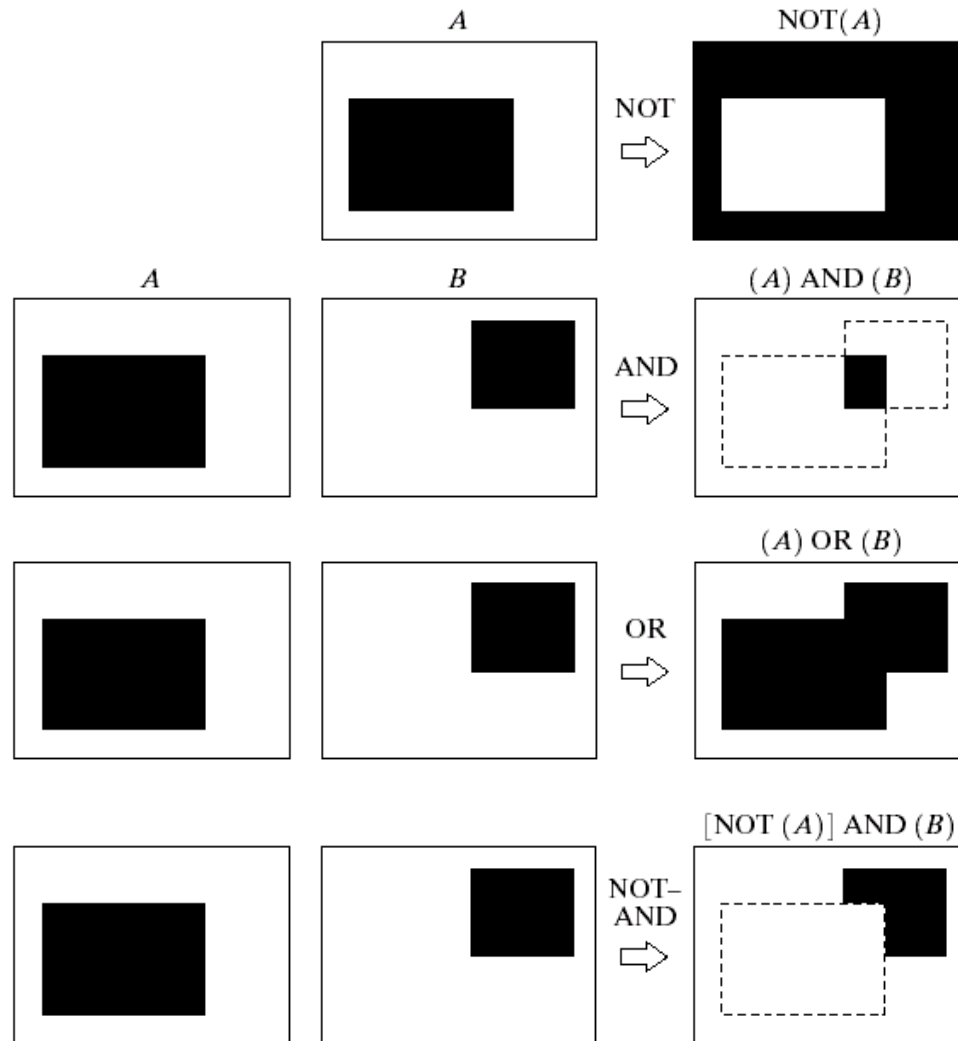 A
NOT(A)
NOT
A
B
(A) AND (B)
AND
(A) OR (B)
OR
[NOT (A)] AND (B)
NOT–
AND